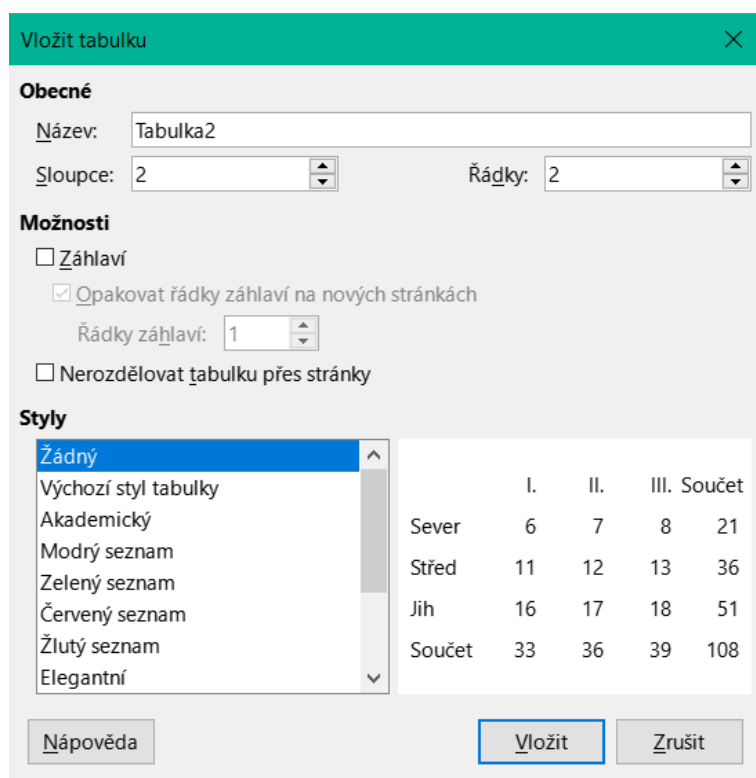 Vložit tabulku
Obecné
Název: Tabulka2
Sloupce: 2 Řádky: 2
Možnosti
Záhlaví
Opakovat řádky záhlaví na nových stránkách
Řádky záhlaví: 1
Nerozdělovat tabulku přes stránky
Styly
Žádný
Výchozí styl tabulky
Akademický
Modrý seznam
Zelený seznam
Červený seznam
Žlutý seznam
Elegantní
I. II. III. Součet
Sever 6 7 8 21
Střed 11 12 13 36
Jih 16 17 18 51
Součet 33 36 39 108
Nápověda Vložit Zrušit